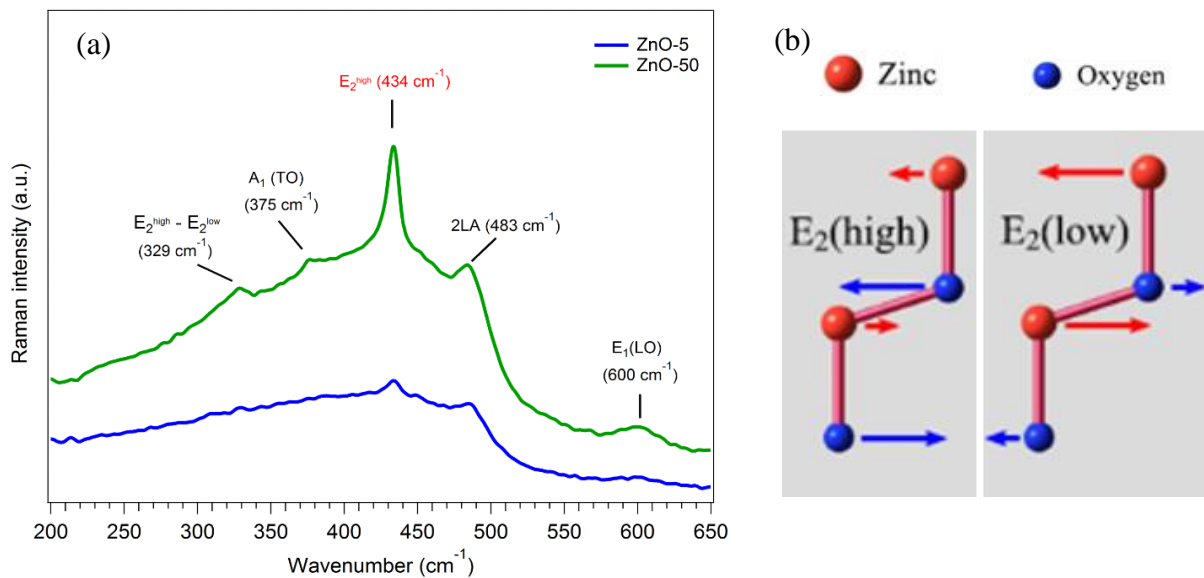 (a)
ZnO-5
ZnO-50
E₂ʰⁱᵍʰ (434 cm⁻¹)
A₁ (TO)
(375 cm⁻¹)
E₂ʰⁱᵍʰ - E₂ˡᵒʷ
(329 cm⁻¹)
2LA (483 cm⁻¹)
E₁(LO)
(600 cm⁻¹)
Raman intensity (a.u.)
200 250 300 350 400 450 500 550 600 650
Wavenumber (cm⁻¹)
(b)
Zinc
Oxygen
E₂(high)
E₂(low)